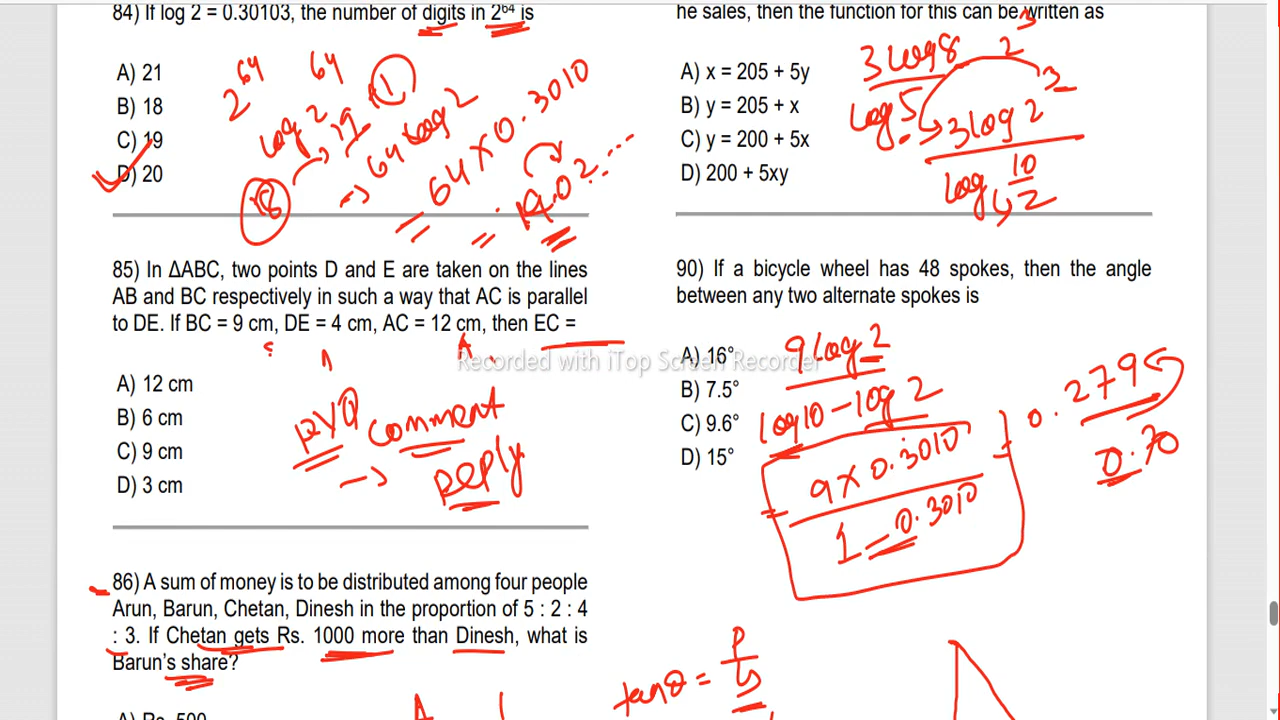 84) If log 2 = 0.30103, the number of digits in 2⁶⁴ is
A) 21
B) 18
C) 19
D) 20
2⁶⁴
64
1
log 2
64 log 2
64 × 0.3010
19.02...
18
85) In ΔABC, two points D and E are taken on the lines
AB and BC respectively in such a way that AC is parallel
to DE. If BC = 9 cm, DE = 4 cm, AC = 12 cm, then EC =
A) 12 cm
B) 6 cm
C) 9 cm
D) 3 cm
PYQ comment
→ reply
86) A sum of money is to be distributed among four people
Arun, Barun, Chetan, Dinesh in the proportion of 5 : 2 : 4
: 3. If Chetan gets Rs. 1000 more than Dinesh, what is
Barun's share?
A) Rs. 500
he sales, then the function for this can be written as
A) x = 205 + 5y
B) y = 205 + x
C) y = 200 + 5x
D) 200 + 5xy
3 log 8
log 5
2³
3 log 2³
log 10/2
90) If a bicycle wheel has 48 spokes, then the angle
between any two alternate spokes is
A) 16°
B) 7.5°
C) 9.6°
D) 15°
9 log 2
log 10 - log 2
= 9 × 0.3010
1 - 0.3010
= 0.2795
0.70
tan θ = P
Recorded with iTop Screen Recorder